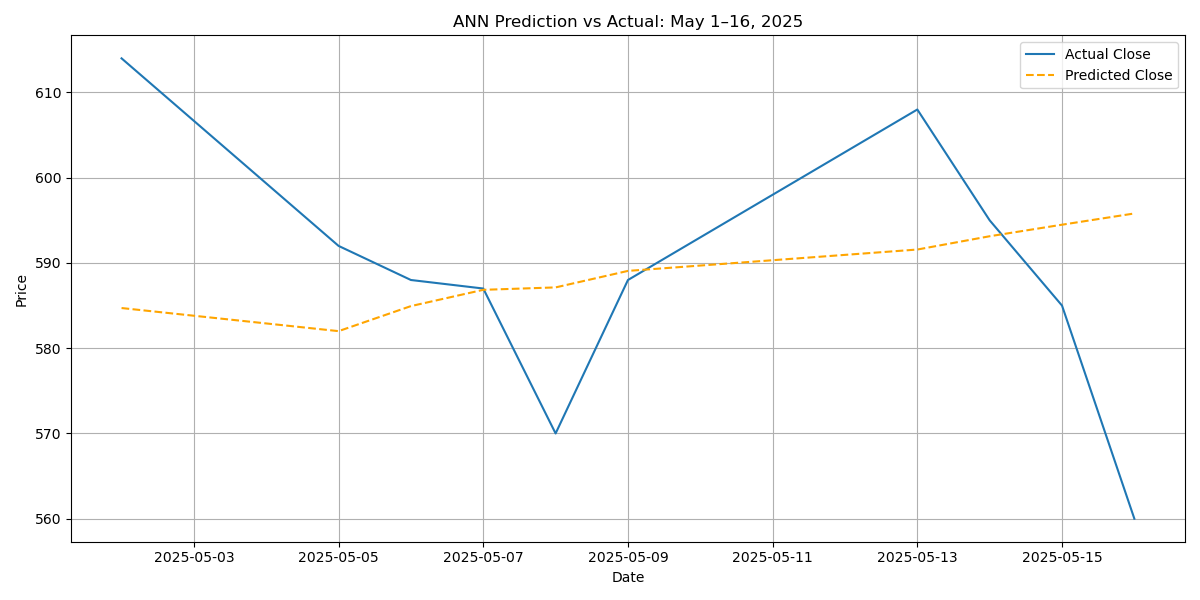 ANN Prediction vs Actual: May 1–16, 2025
Actual Close
Predicted Close
610
600
590
580
570
560
Price
2025-05-03
2025-05-05
2025-05-07
2025-05-09
2025-05-11
2025-05-13
2025-05-15
Date